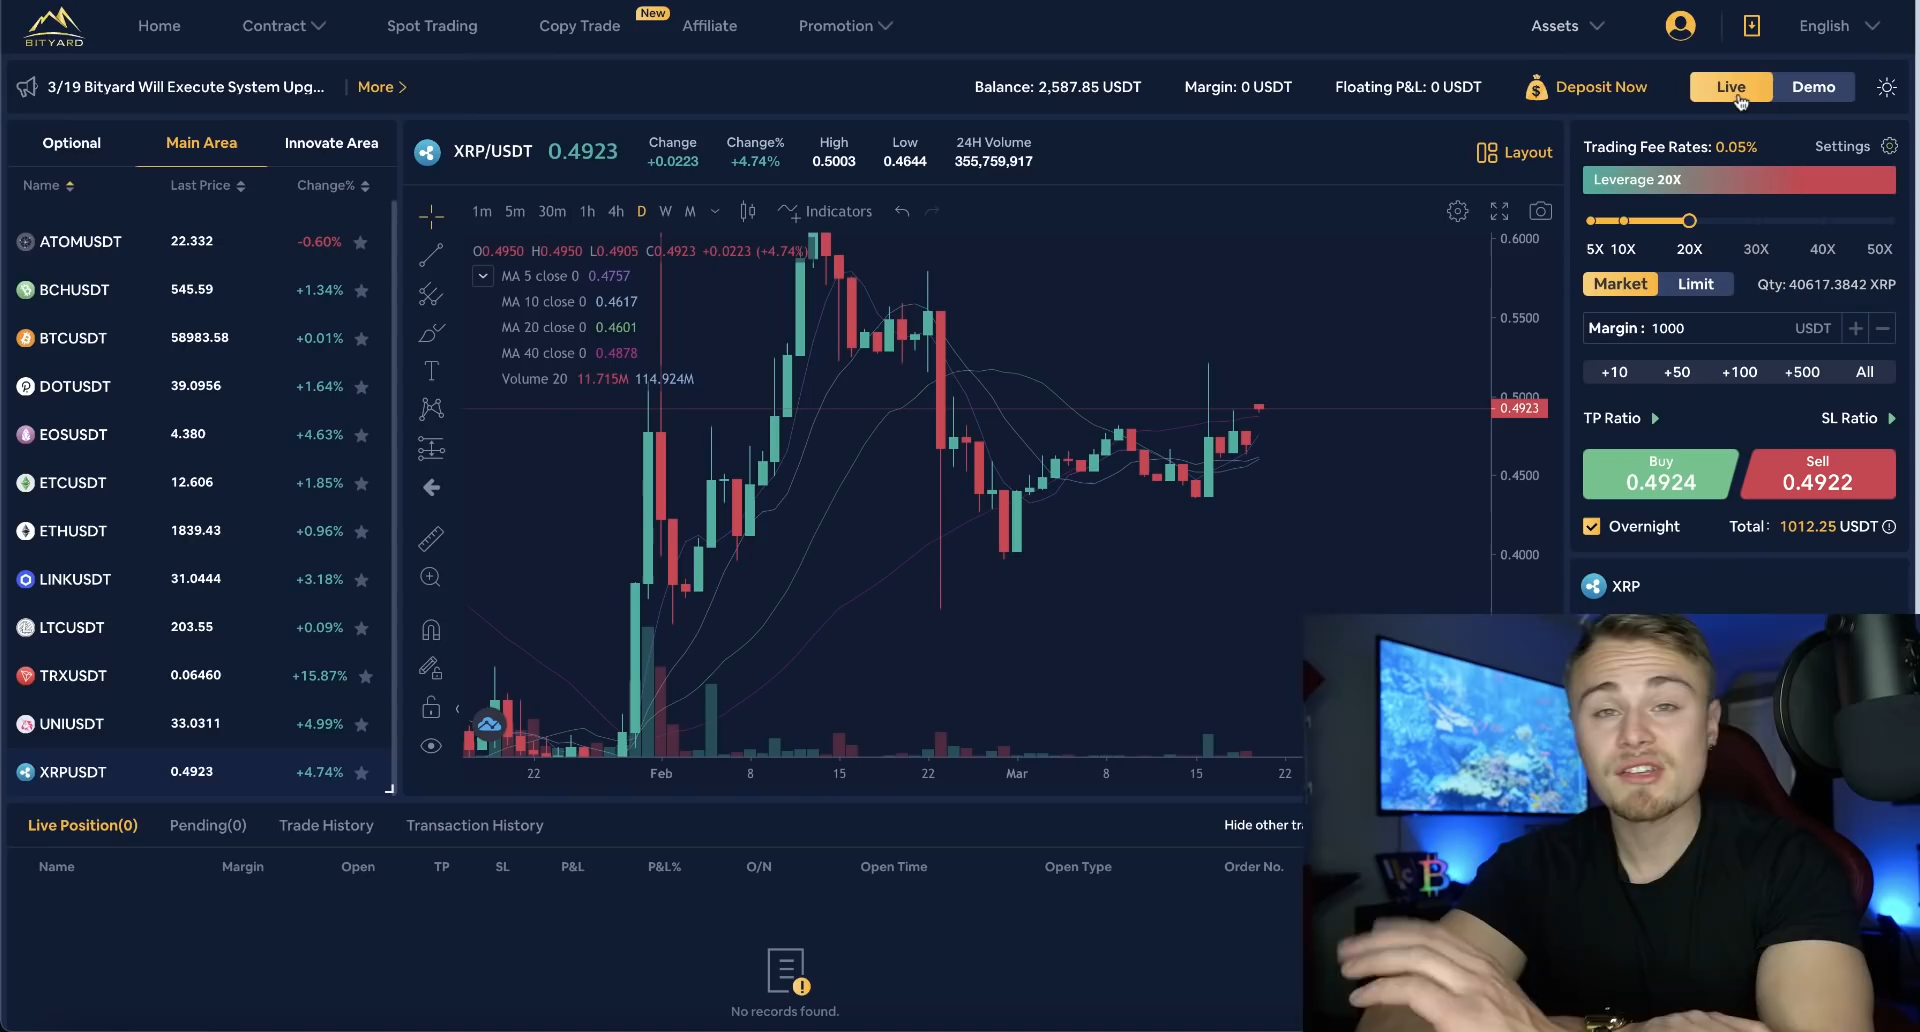 BITYARD
Home
Contract
Spot Trading
Copy Trade
New
Affiliate
Promotion
Assets
English
3/19 Bityard Will Execute System Upg...
More >
Balance: 2,587.85 USDT
Margin: 0 USDT
Floating P&L: 0 USDT
Deposit Now
Live
Demo
Optional
Main Area
Innovate Area
Name
Last Price
Change%
ATOMUSDT 22.332 -0.60%
BCHUSDT 545.59 +1.34%
BTCUSDT 58983.58 +0.01%
DOTUSDT 39.0956 +1.64%
EOSUSDT 4.380 +4.63%
ETCUSDT 12.606 +1.85%
ETHUSDT 1839.43 +0.96%
LINKUSDT 31.0444 +3.18%
LTCUSDT 203.55 +0.09%
TRXUSDT 0.06460 +15.87%
UNIUSDT 33.0311 +4.99%
XRPUSDT 0.4923 +4.74%
XRP/USDT 0.4923
Change
+0.0223
Change%
+4.74%
High
0.5003
Low
0.4644
24H Volume
355,759,917
Layout
1m 5m 30m 1h 4h D W M
Indicators
O0.4950 H0.4950 L0.4905 C0.4923 +0.0223 (+4.74%)
MA 5 close 0 0.4757
MA 10 close 0 0.4617
MA 20 close 0 0.4601
MA 40 close 0 0.4878
Volume 20 11.715M 114.924M
0.6000
0.5500
0.5000
0.4923
0.4500
0.4000
22 Feb 8 15 22 Mar 8 15 22
Trading Fee Rates: 0.05%
Settings
Leverage 20X
5X 10X 20X 30X 40X 50X
Market
Limit
Qty: 40617.3842 XRP
Margin : 1000 USDT + −
+10 +50 +100 +500 All
TP Ratio
SL Ratio
Buy
0.4924
Sell
0.4922
Overnight
Total : 1012.25 USDT
XRP
Live Position(0)
Pending(0)
Trade History
Transaction History
Hide other tr
Name Margin Open TP SL P&L P&L% O/N Open Time Open Type Order No.
No records found.